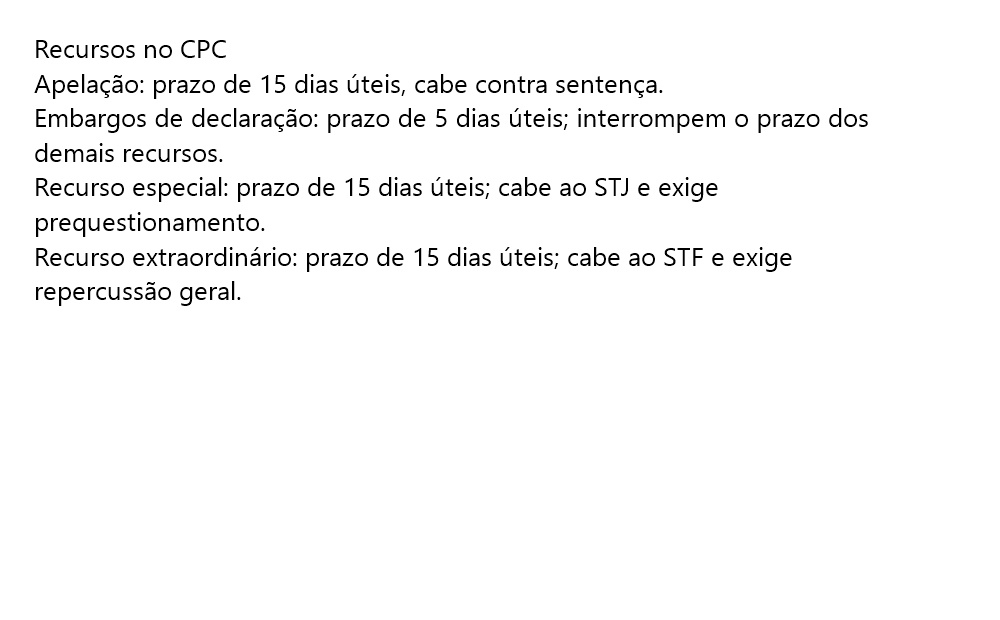 Recursos no CPC
Apelação: prazo de 15 dias úteis, cabe contra sentença.
Embargos de declaração: prazo de 5 dias úteis; interrompem o prazo dos
demais recursos.
Recurso especial: prazo de 15 dias úteis; cabe ao STJ e exige
prequestionamento.
Recurso extraordinário: prazo de 15 dias úteis; cabe ao STF e exige
repercussão geral.